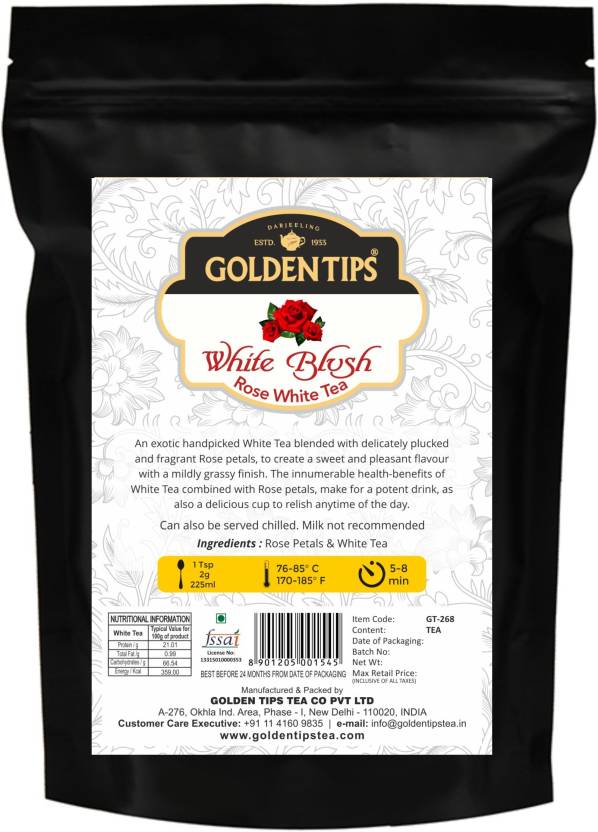 DARJEELING
ESTD. 1933
GOLDEN TIPS®
White Blush
Rose White Tea
An exotic handpicked White Tea blended with delicately plucked
and fragrant Rose petals, to create a sweet and pleasant flavour
with a mildly grassy finish. The innumerable health-benefits of
White Tea combined with Rose petals, make for a potent drink, as
also a delicious cup to relish anytime of the day.
Can also be served chilled. Milk not recommended
Ingredients : Rose Petals & White Tea
1 Tsp
2g
225ml
76-85° C
170-185° F
5-8
min
NUTRITIONAL INFORMATION
White Tea Typical Value for
100g of product
Protein / g 21.01
Total Fat /g 0.99
Carbohydrates / g 66.54
Energy / Kcal 359.00
fssai
License No:
13315010000353
8 901205 001545
BEST BEFORE 24 MONTHS FROM DATE OF PACKAGING
Item Code: GT-268
Content: TEA
Date of Packaging:
Batch No:
Net Wt:
Max Retail Price:
(INCLUSIVE OF ALL TAXES)
Manufactured & Packed by
GOLDEN TIPS TEA CO PVT LTD
A-276, Okhla Ind. Area, Phase - I, New Delhi - 110020, INDIA
Customer Care Executive: +91 11 4160 9835 | e-mail: info@goldentipstea.in
www.goldentipstea.com